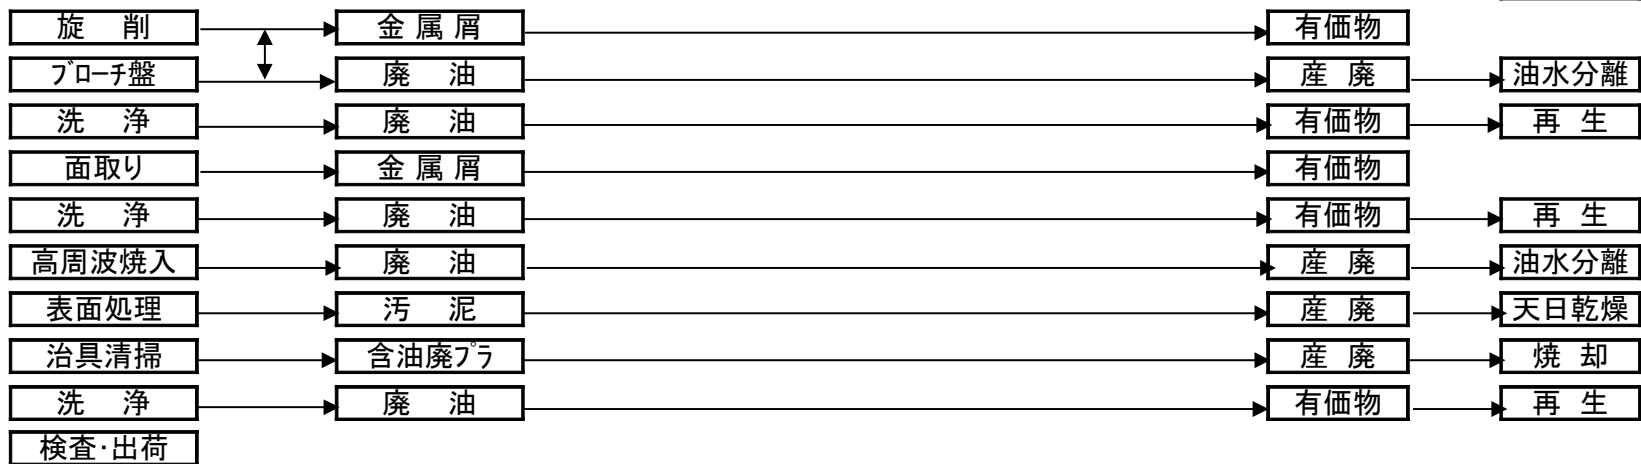 旋 削 金 属 屑 有価物
ブローチ盤 廃 油 産 廃 油水分離
洗 浄 廃 油 有価物 再 生
面取り 金 属 屑 有価物
洗 浄 廃 油 有価物 再 生
高周波焼入 廃 油 産 廃 油水分離
表面処理 汚 泥 産 廃 天日乾燥
治具清掃 含油廃プラ 産 廃 焼 却
洗 浄 廃 油 有価物 再 生
検査･出荷